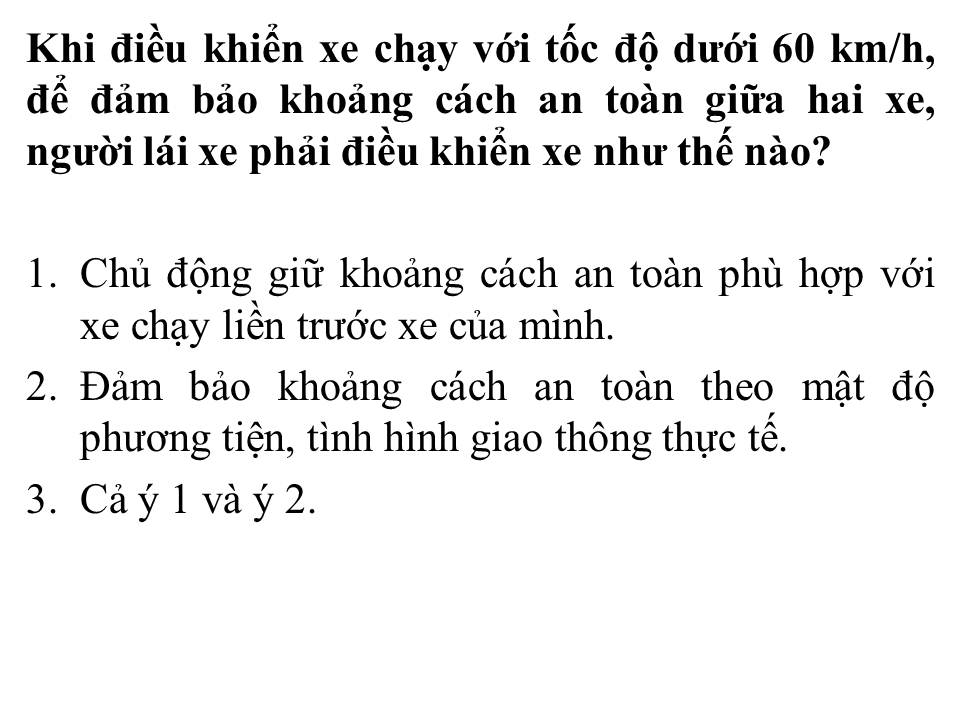 Khi điều khiển xe chạy với tốc độ dưới 60 km/h,
để đảm bảo khoảng cách an toàn giữa hai xe,
người lái xe phải điều khiển xe như thế nào?
1. Chủ động giữ khoảng cách an toàn phù hợp với
xe chạy liền trước xe của mình.
2. Đảm bảo khoảng cách an toàn theo mật độ
phương tiện, tình hình giao thông thực tế.
3. Cả ý 1 và ý 2.